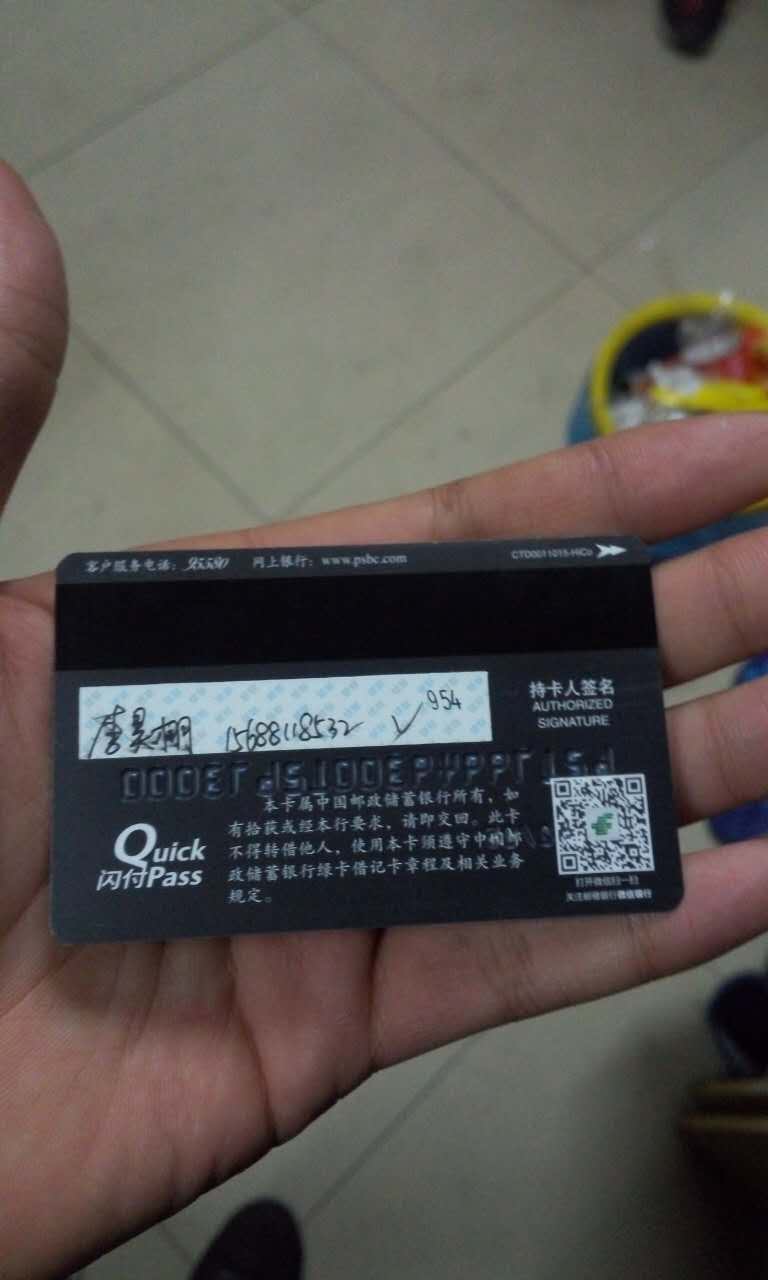 客户服务电话：95580 网上银行：www.psbc.com CTD0011015-HiCo
15688118532 954
持卡人签名
AUTHORIZED
SIGNATURE
本卡属中国邮政储蓄银行所有，如
有拾获或经本行要求，请即交回。此卡
不得转借他人，使用本卡须遵守中国邮
政储蓄银行绿卡借记卡章程及相关业务
规定。
Quick
闪付Pass
打开微信扫一扫
关注邮储银行微信银行